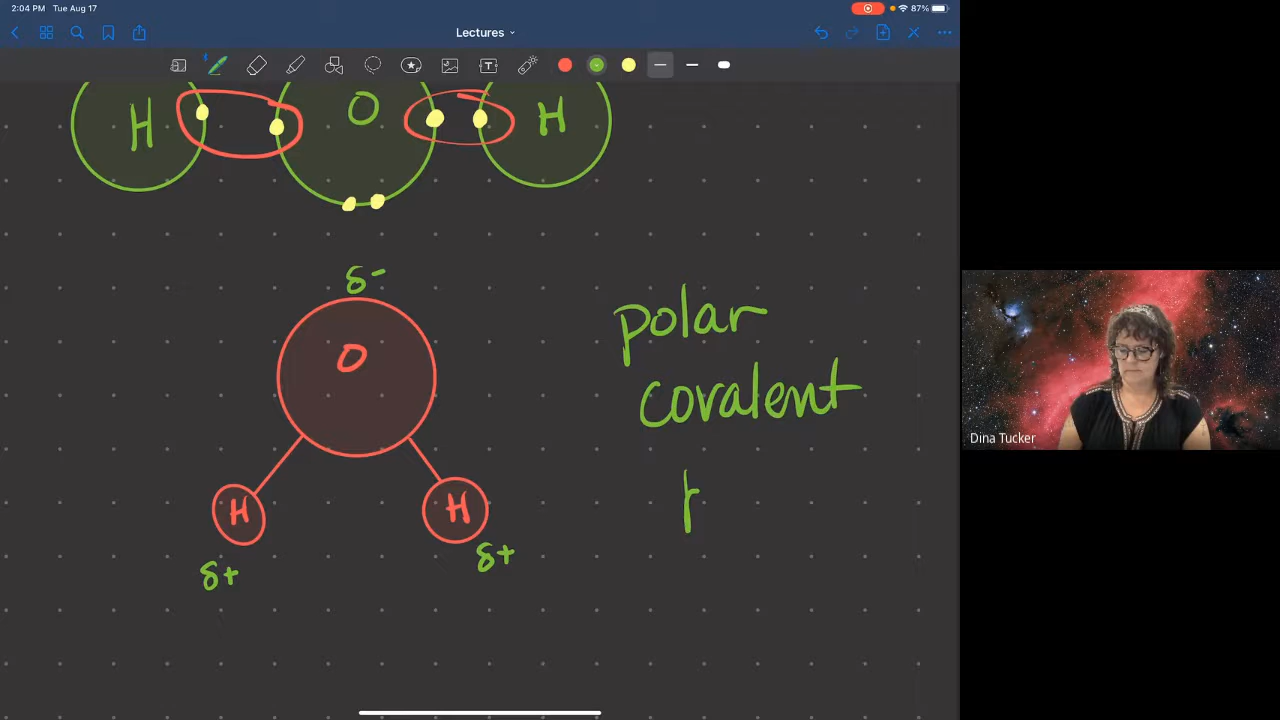 2:04 PM Tue Aug 17
87%
Lectures
T
H O H
δ-
O
polar
covalent
H H
δ+
δ+
Dina Tucker